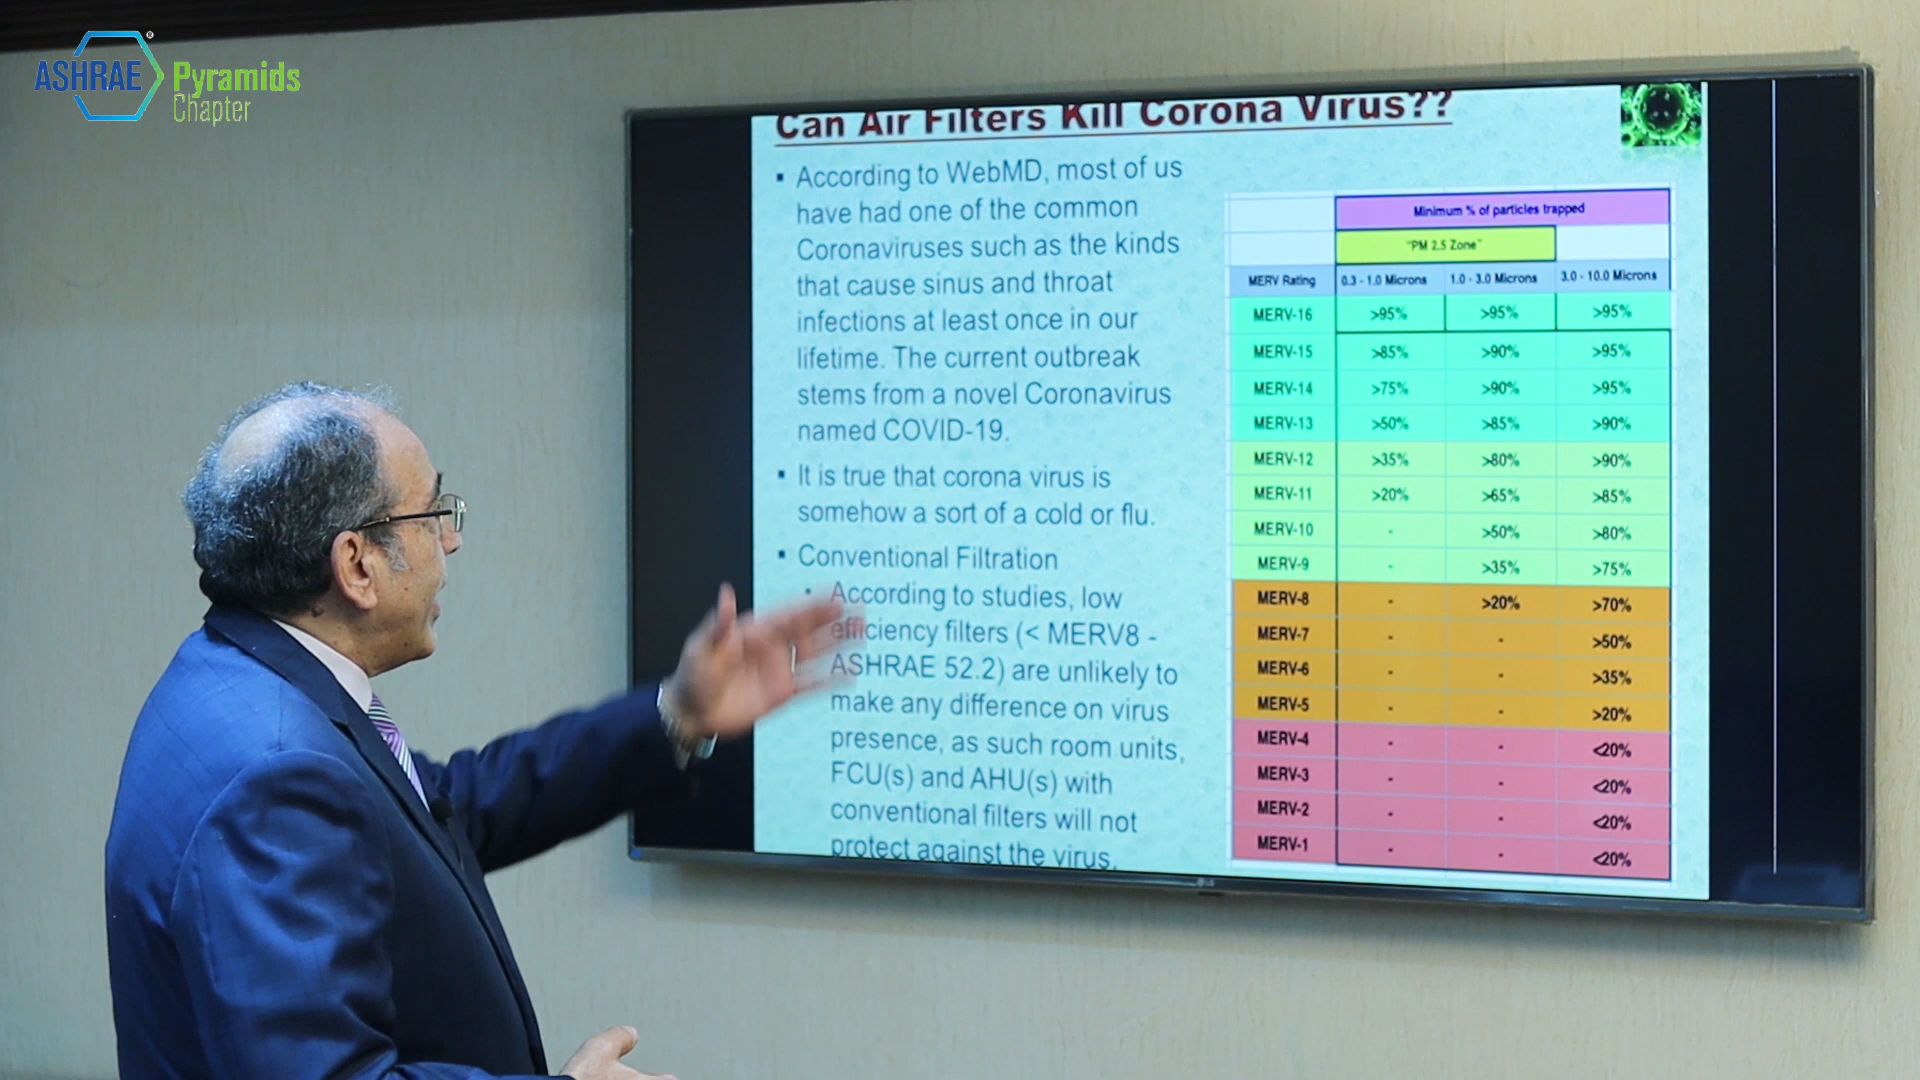 ASHRAE®
Pyramids
Chapter
Can Air Filters Kill Corona Virus??
▪ According to WebMD, most of us
have had one of the common
Coronaviruses such as the kinds
that cause sinus and throat
infections at least once in our
lifetime. The current outbreak
stems from a novel Coronavirus
named COVID-19.
▪ It is true that corona virus is
somehow a sort of a cold or flu.
▪ Conventional Filtration
▪ According to studies, low
efficiency filters (< MERV8 -
ASHRAE 52.2) are unlikely to
make any difference on virus
presence, as such room units,
FCU(s) and AHU(s) with
conventional filters will not
protect against the virus.
Minimum % of particles trapped
"PM 2.5 Zone"
MERV Rating 0.3 - 1.0 Microns 1.0 - 3.0 Microns 3.0 - 10.0 Microns
MERV-16 >95% >95% >95%
MERV-15 >85% >90% >95%
MERV-14 >75% >90% >95%
MERV-13 >50% >85% >90%
MERV-12 >35% >80% >90%
MERV-11 >20% >65% >85%
MERV-10 - >50% >80%
MERV-9 - >35% >75%
MERV-8 - >20% >70%
MERV-7 - - >50%
MERV-6 - - >35%
MERV-5 - - >20%
MERV-4 - - <20%
MERV-3 - - <20%
MERV-2 - - <20%
MERV-1 - - <20%
LG